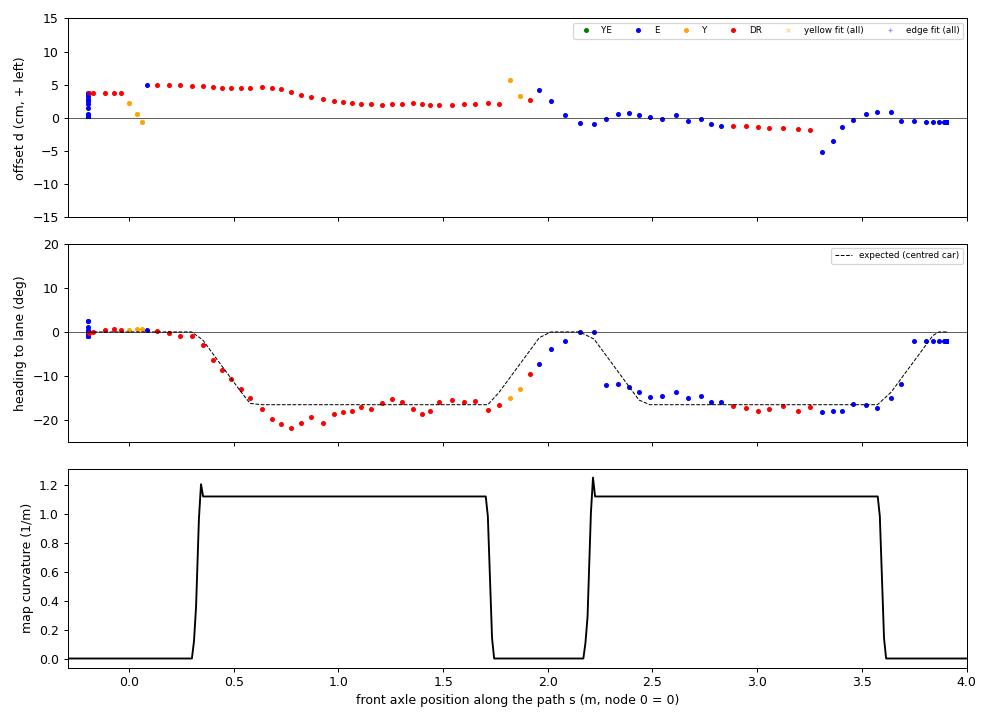 15
10
5
0
−5
−10
−15
offset d (cm, + left)
YE E Y DR yellow fit (all) edge fit (all)
20
10
0
−10
−20
heading to lane (deg)
expected (centred car)
1.2
1.0
0.8
0.6
0.4
0.2
0.0
map curvature (1/m)
0.0 0.5 1.0 1.5 2.0 2.5 3.0 3.5 4.0
front axle position along the path s (m, node 0 = 0)